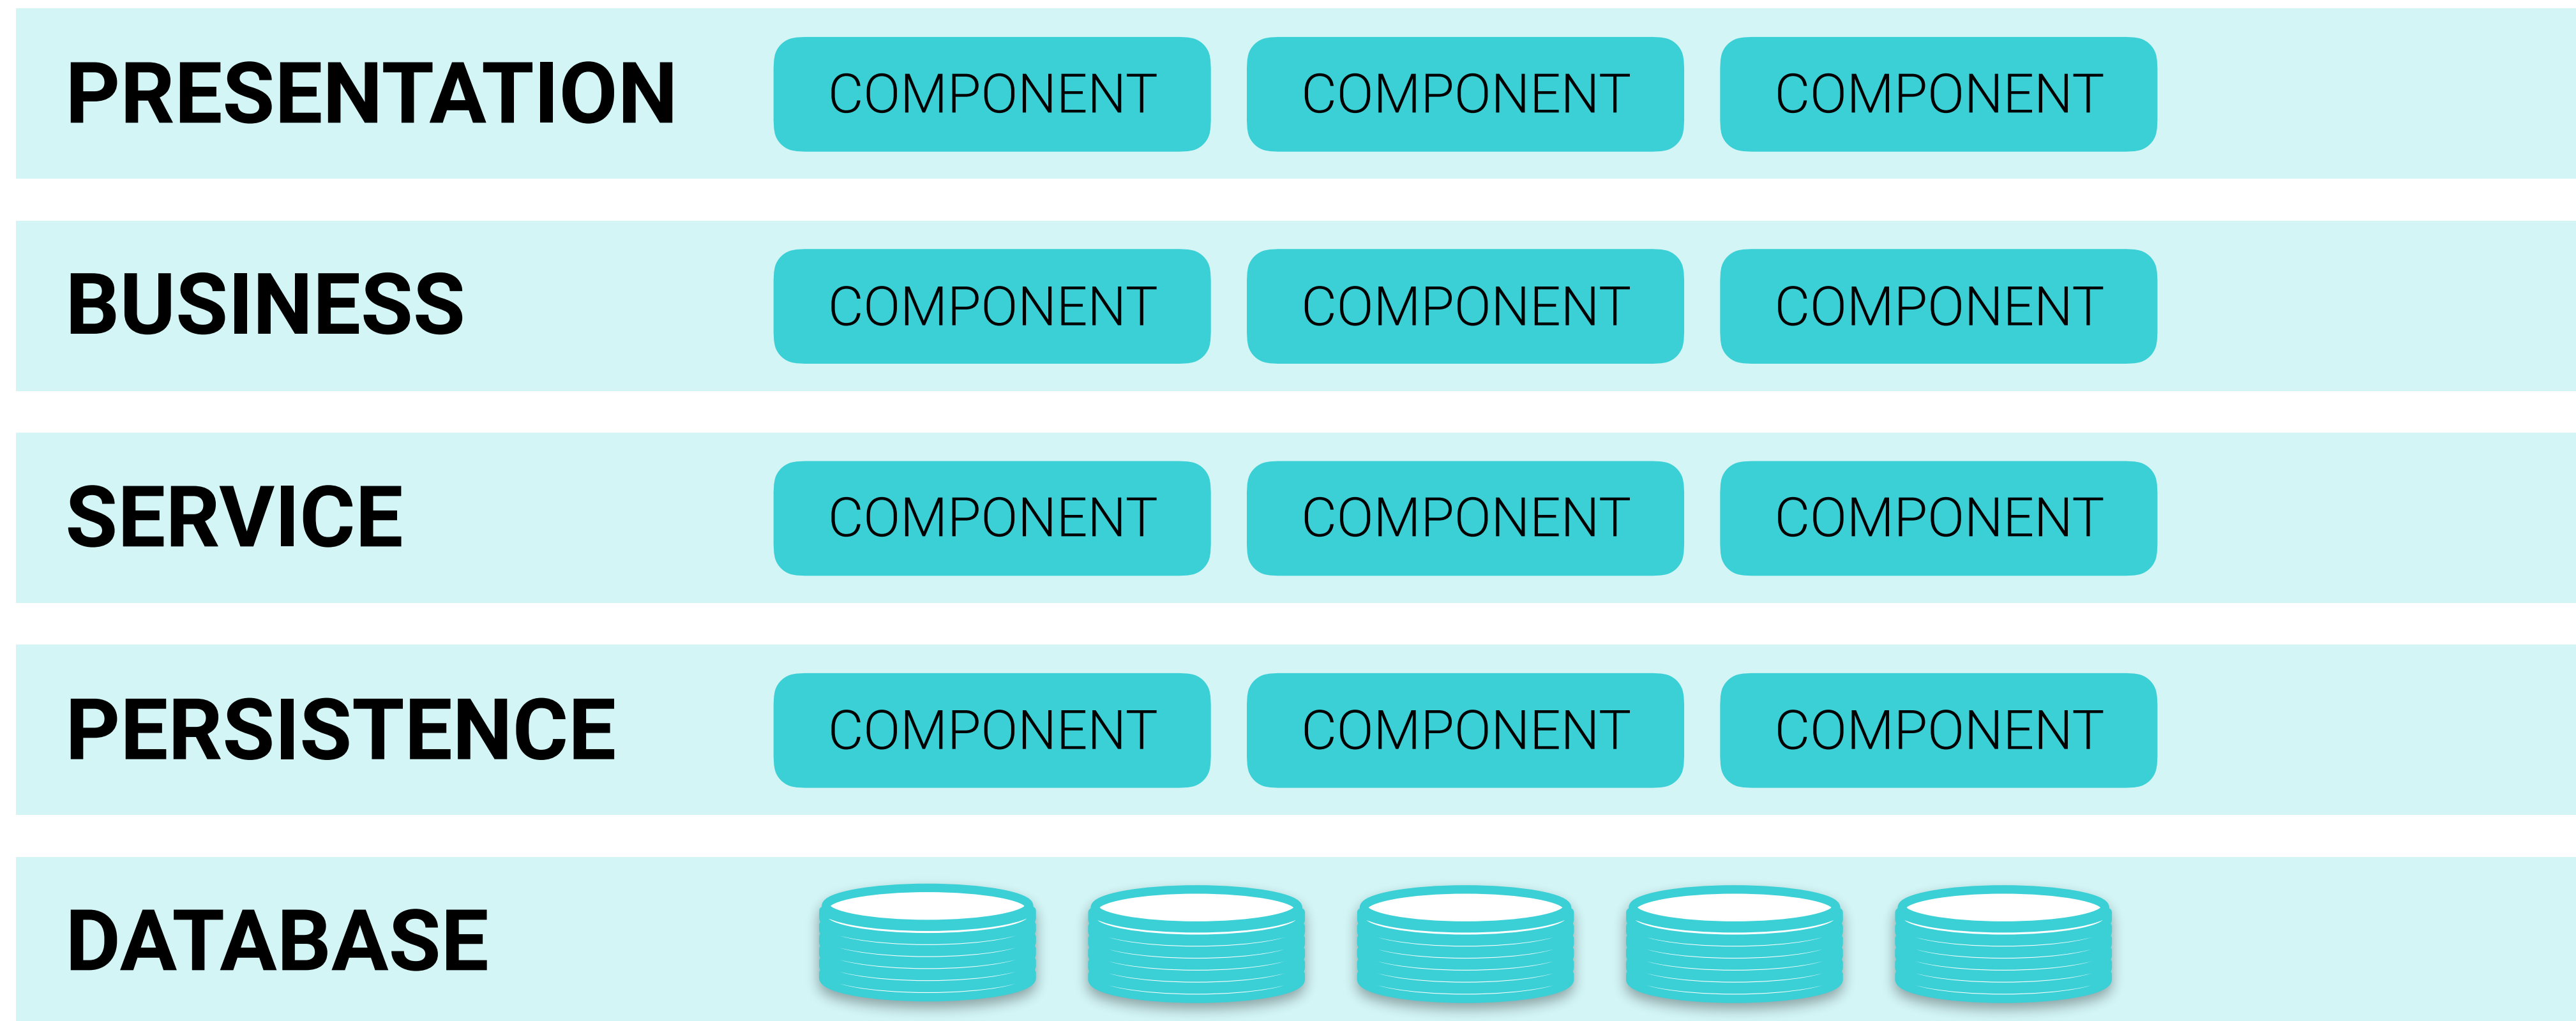 PRESENTATION COMPONENT COMPONENT COMPONENT
BUSINESS COMPONENT COMPONENT COMPONENT
SERVICE COMPONENT COMPONENT COMPONENT
PERSISTENCE COMPONENT COMPONENT COMPONENT
DATABASE